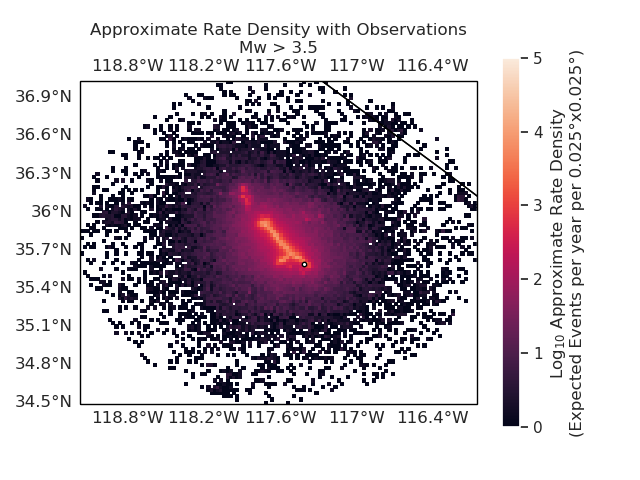 Approximate Rate Density with Observations
Mw > 3.5
118.8°W 118.2°W 117.6°W 117°W 116.4°W
36.9°N
36.6°N
36.3°N
36°N
35.7°N
35.4°N
35.1°N
34.8°N
34.5°N
118.8°W 118.2°W 117.6°W 117°W 116.4°W
5
4
3
2
1
0
Log₁₀ Approximate Rate Density
(Expected Events per year per 0.025°x0.025°)